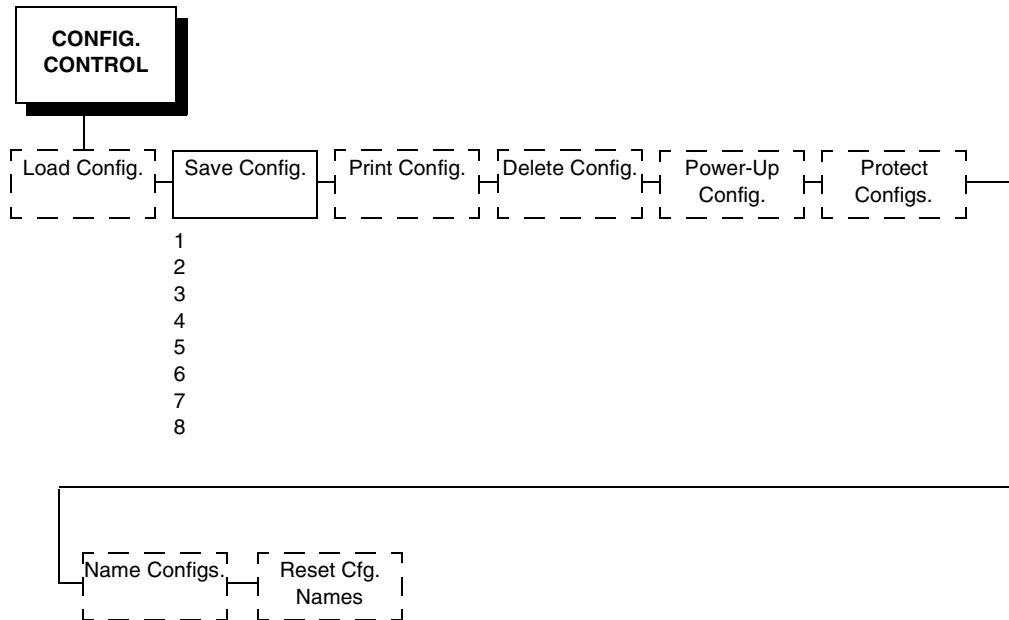 CONFIG.
CONTROL
Load Config.
Save Config.
Print Config.
Delete Config.
Power-Up
Config.
Protect
Configs.
1
2
3
4
5
6
7
8
Name Configs.
Reset Cfg.
Names